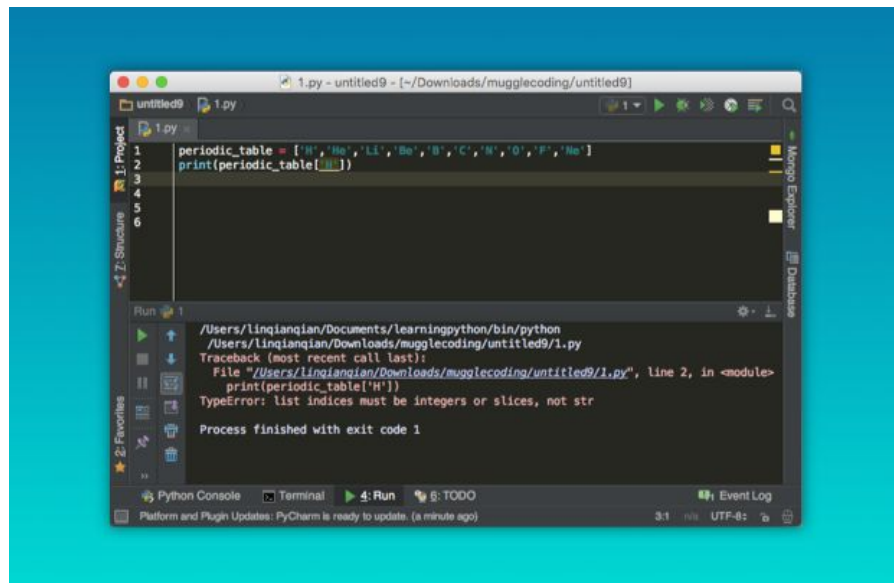 1.py - untitled9 - [~/Downloads/mugglecoding/untitled9]
untitled9 1.py
1
1.py
1: Project
Z: Structure
2: Favorites
1 periodic_table = ['H','He','Li','Be','B','C','N','O','F','Ne']
2 print(periodic_table['H'])
3
4
5
6
Mongo Explorer
Database
Run 1
/Users/linqianqian/Documents/learningpython/bin/python
/Users/linqianqian/Downloads/mugglecoding/untitled9/1.py
Traceback (most recent call last):
File "/Users/linqianqian/Downloads/mugglecoding/untitled9/1.py", line 2, in <module>
print(periodic_table['H'])
TypeError: list indices must be integers or slices, not str
Process finished with exit code 1
Python Console Terminal 4: Run 6: TODO Event Log
Platform and Plugin Updates: PyCharm is ready to update. (a minute ago) 3:1 n/a UTF-8